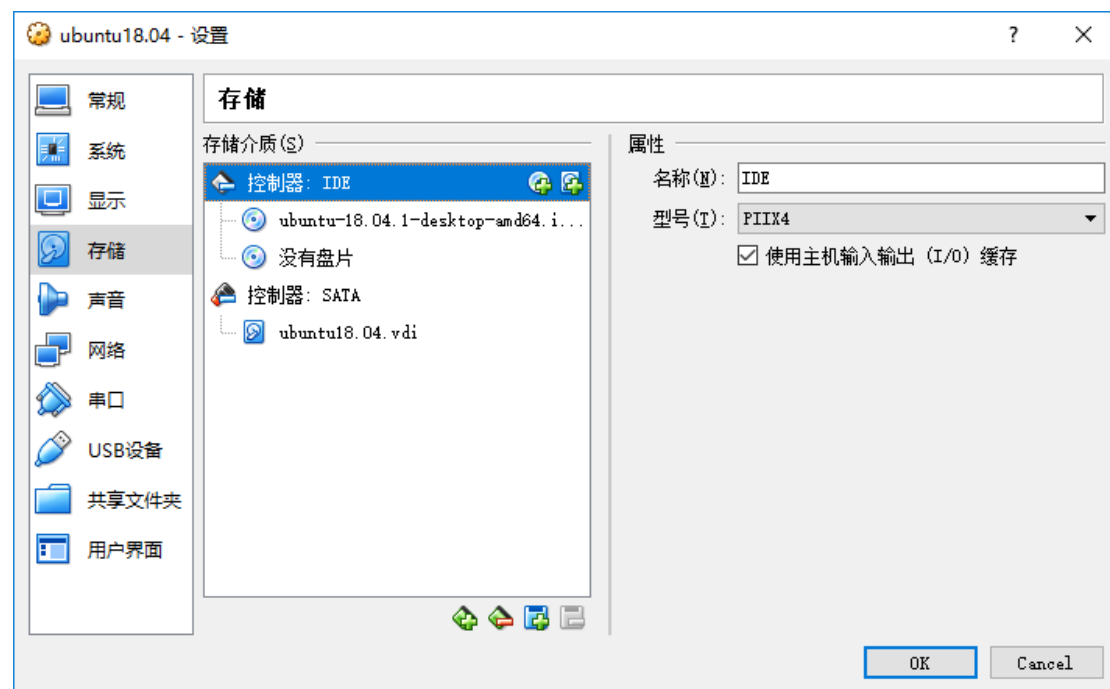 ubuntu18.04 - 设置
?
常规
系统
显示
存储
声音
网络
串口
USB设备
共享文件夹
用户界面
存储
存储介质(S)
控制器: IDE
ubuntu-18.04.1-desktop-amd64.i...
没有盘片
控制器: SATA
ubuntu18.04.vdi
属性
名称(N): IDE
型号(T): PIIX4
使用主机输入输出 (I/O) 缓存
OK
Cancel